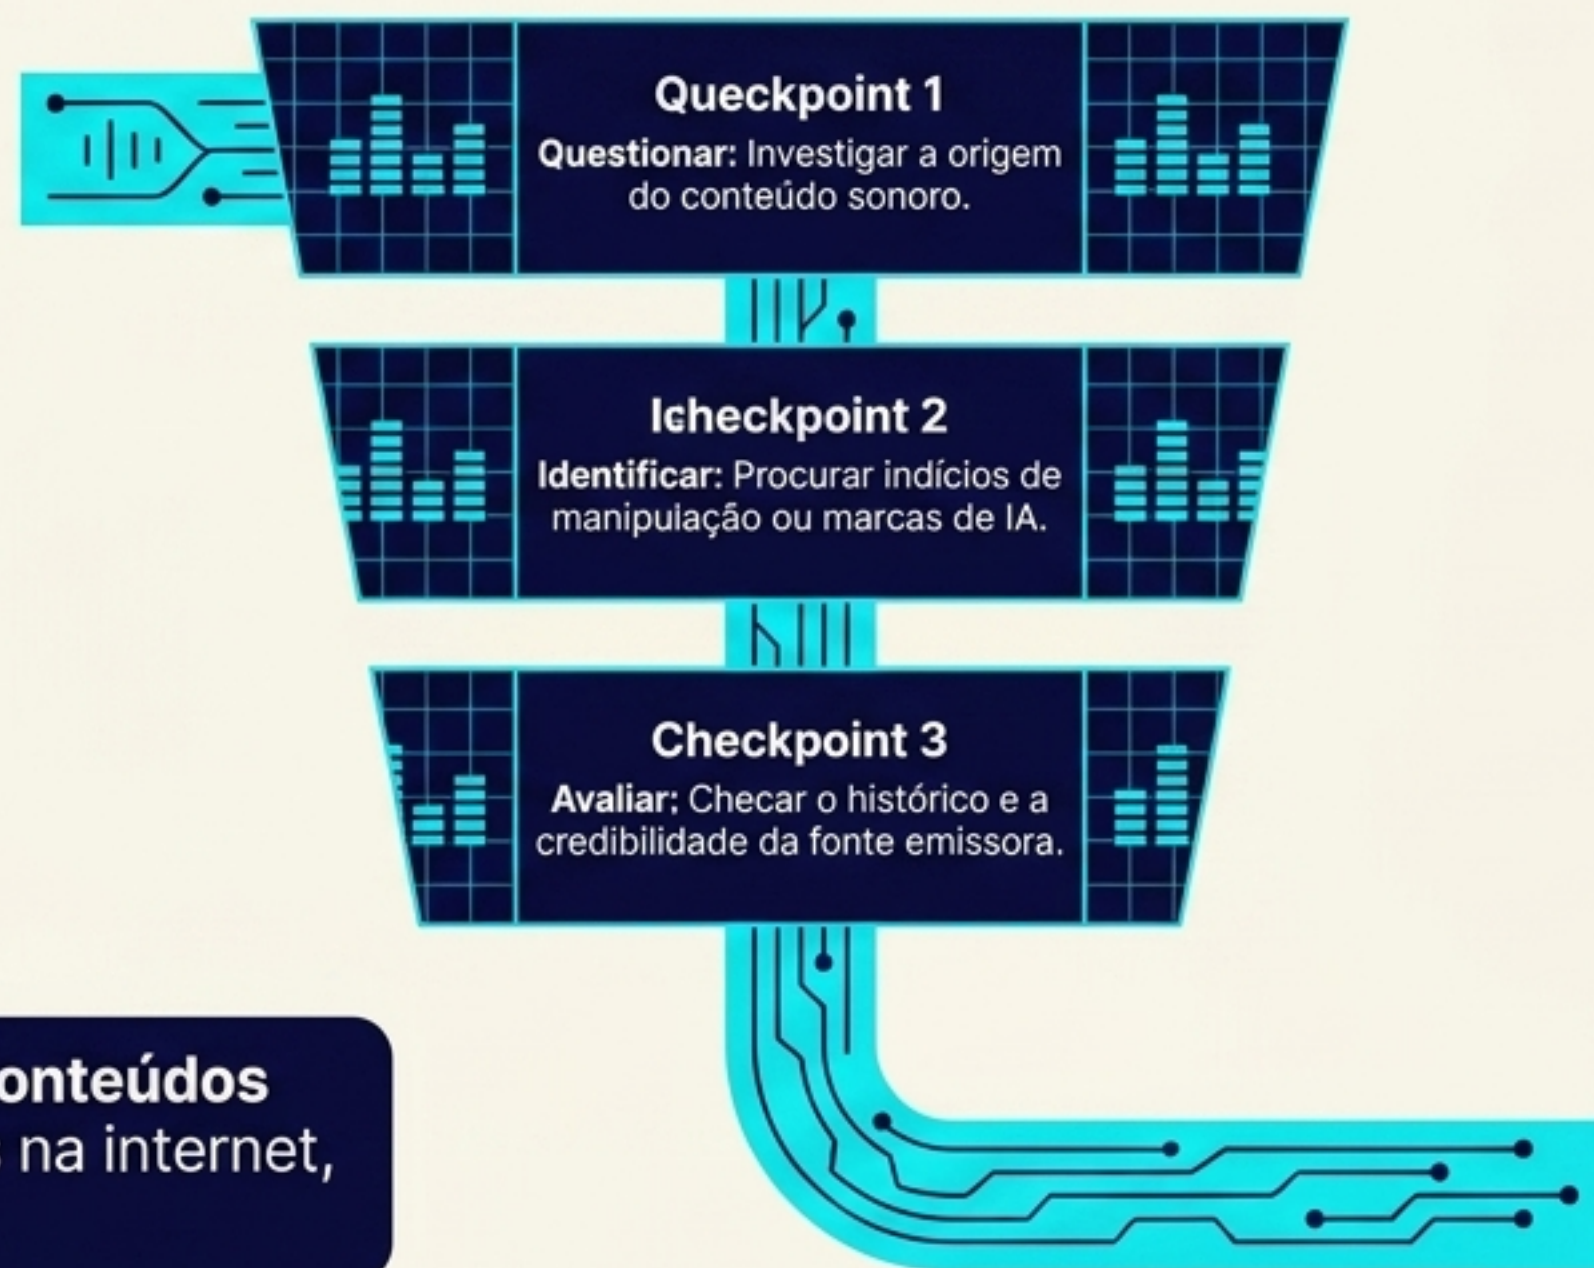 Queckpoint 1
Questionar: Investigar a origem
do conteúdo sonoro.
Icheckpoint 2
Identificar: Procurar indícios de
manipulação ou marcas de IA.
Checkpoint 3
Avaliar: Checar o histórico e a
credibilidade da fonte emissora.
onteúdos
na internet,